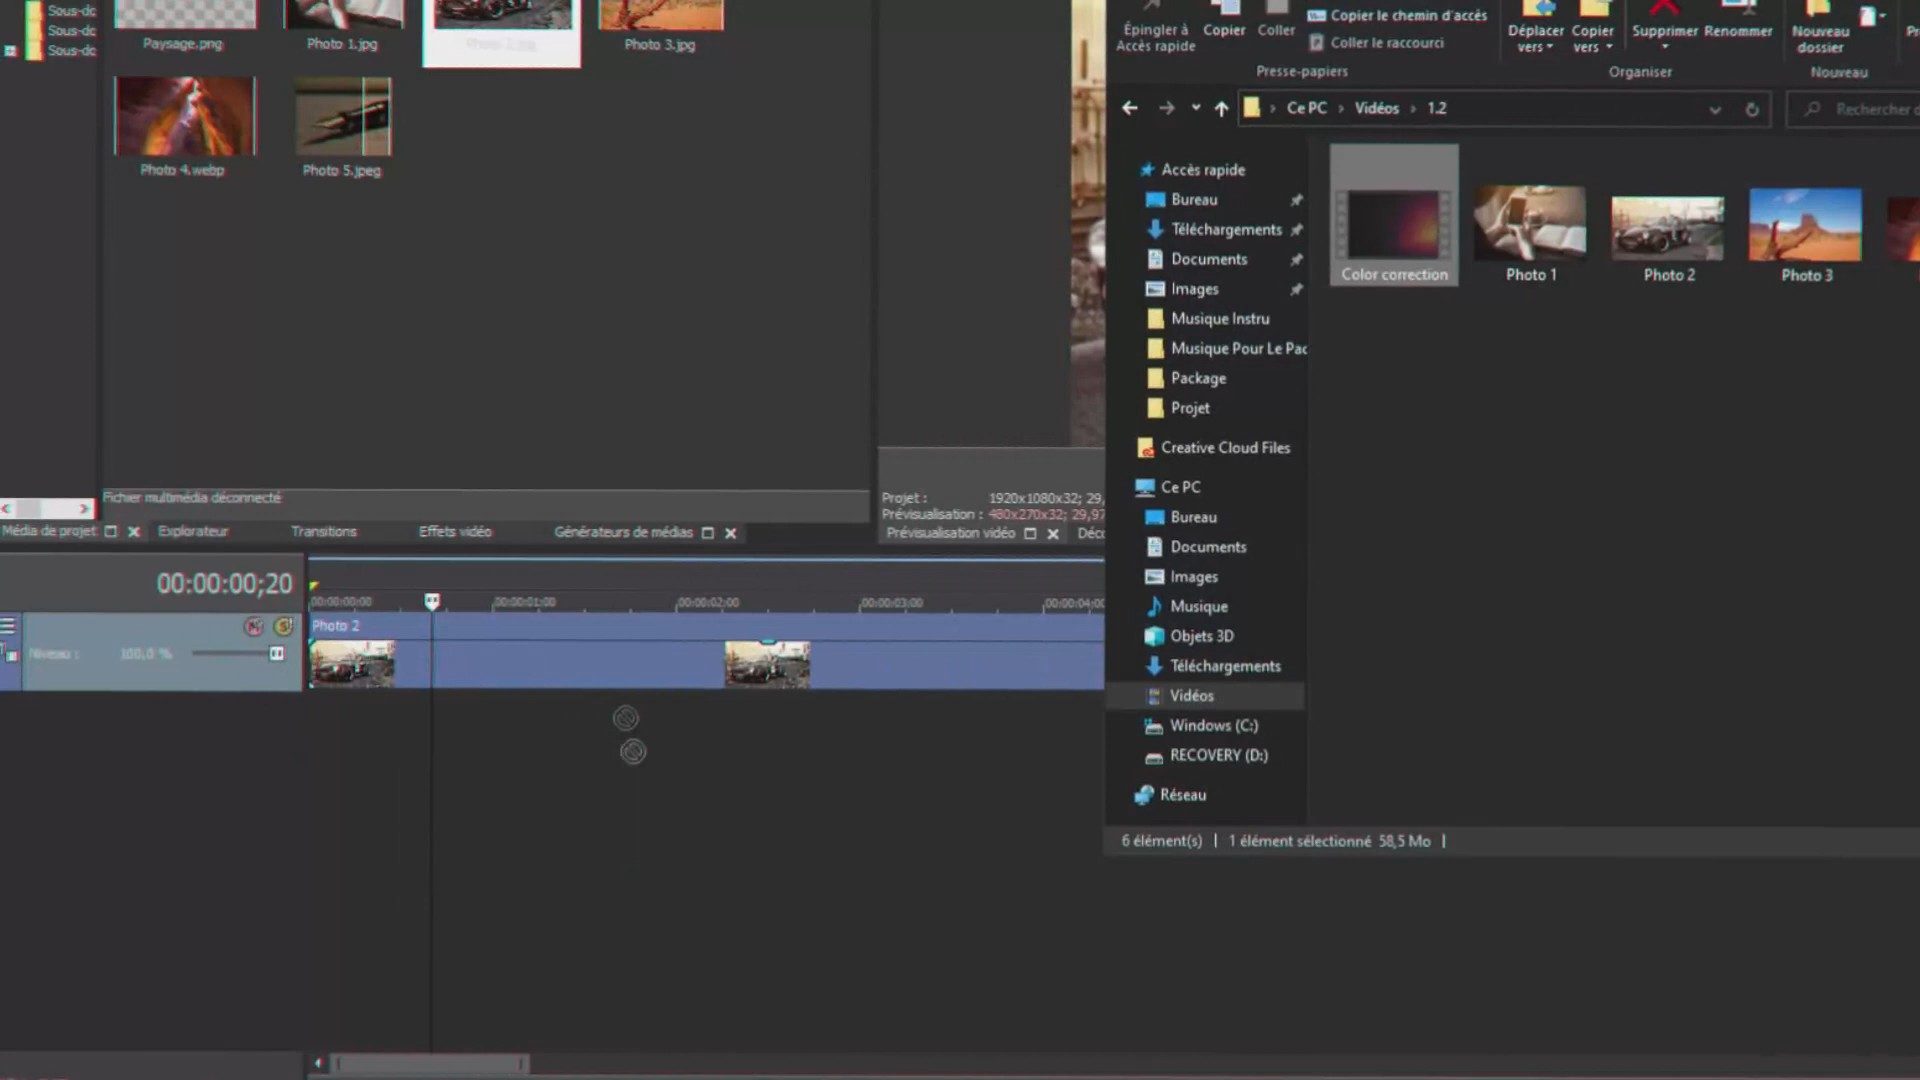 Sous-dc
Sous-dc
Sous-dc
Paysage.png
Photo 1.jpg
Photo 3.jpg
Photo 4.webp
Photo 5.jpeg
Fichier multimédia déconnecté
Média de projet
Explorateur
Transitions
Effets vidéo
Générateurs de médias
Projet :
1920x1080x32; 29,
Prévisualisation :
480x270x32; 29,97
Prévisualisation vidéo
Déco
00:00:00;20
00:00:00:00
00:00:01:00
00:00:02:00
00:00:03:00
00:00:04:00
Photo 2
Niveau :
100,0 %
Épingler à
Accès rapide
Copier
Coller
Copier le chemin d'accès
Coller le raccourci
Presse-papiers
Déplacer
vers
Copier
vers
Supprimer
Renommer
Organiser
Nouveau
dossier
Nouveau
Ce PC
Vidéos
1.2
Rechercher d
Accès rapide
Bureau
Téléchargements
Documents
Images
Musique Instru
Musique Pour Le Pac
Package
Projet
Creative Cloud Files
Ce PC
Bureau
Documents
Images
Musique
Objets 3D
Téléchargements
Vidéos
Windows (C:)
RECOVERY (D:)
Réseau
Color correction
Photo 1
Photo 2
Photo 3
6 élément(s)
1 élément sélectionné 58,5 Mo